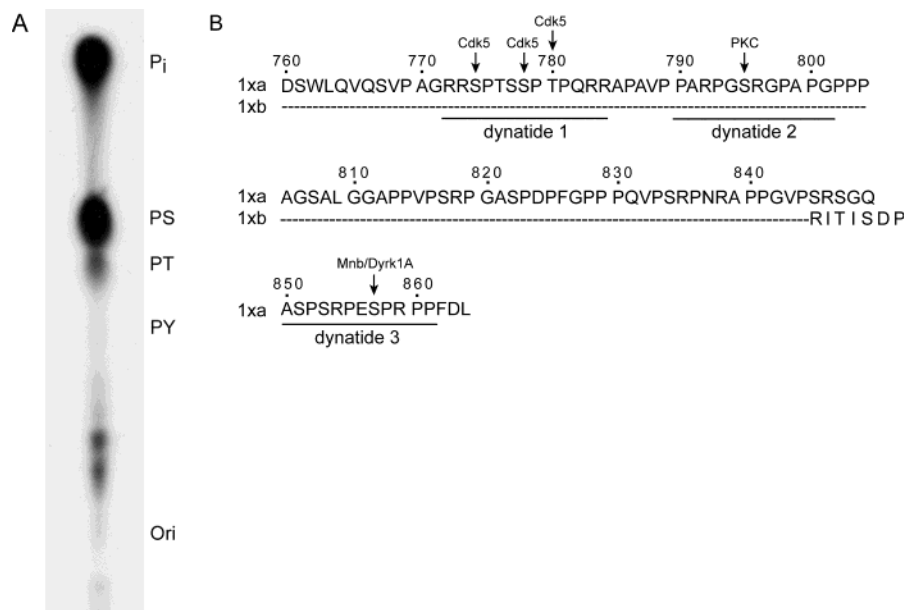 A
Pi
PS
PT
PY
Ori
B
Cdk5
Cdk5 Cdk5 PKC
760 770 780 790 800
1xa DSWLQVQSVP AGRRSPTSSP TPQRRAPAVP PARPGSRGPA PGPPP
1xb ---------------------------------------------
dynatide 1 dynatide 2
810 820 830 840
1xa AGSAL GGAPPVPSRP GASPDPFGPP PQVPSRPNRA PPGVPSRSGQ
1xb ---------------------------------------- RITISDP
Mnb/Dyrk1A
850 860
1xa ASPSRPESPR PPFDL
dynatide 3